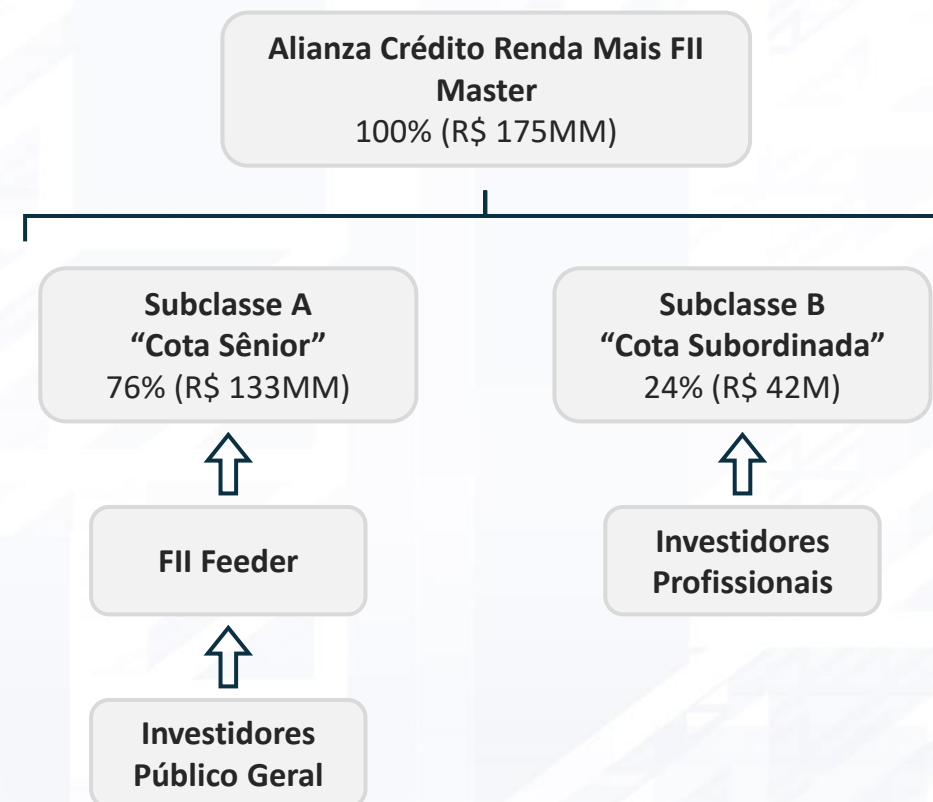 Alianza Crédito Renda Mais FII
Master
100% (R$ 175MM)
Subclasse A
“Cota Sênior”
76% (R$ 133MM)
Subclasse B
“Cota Subordinada”
24% (R$ 42M)
FII Feeder
Investidores
Profissionais
Investidores
Público Geral